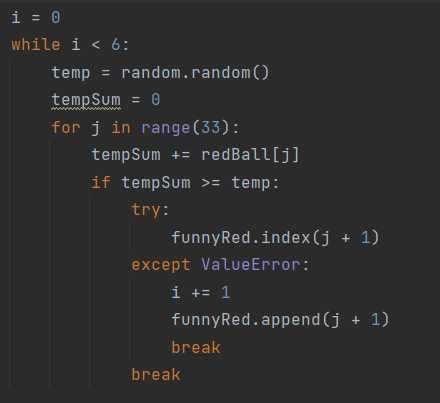 i = 0
while i < 6:
    temp = random.random()
    tempSum = 0
    for j in range(33):
        tempSum += redBall[j]
        if tempSum >= temp:
            try:
                funnyRed.index(j + 1)
            except ValueError:
                i += 1
                funnyRed.append(j + 1)
                break
            break